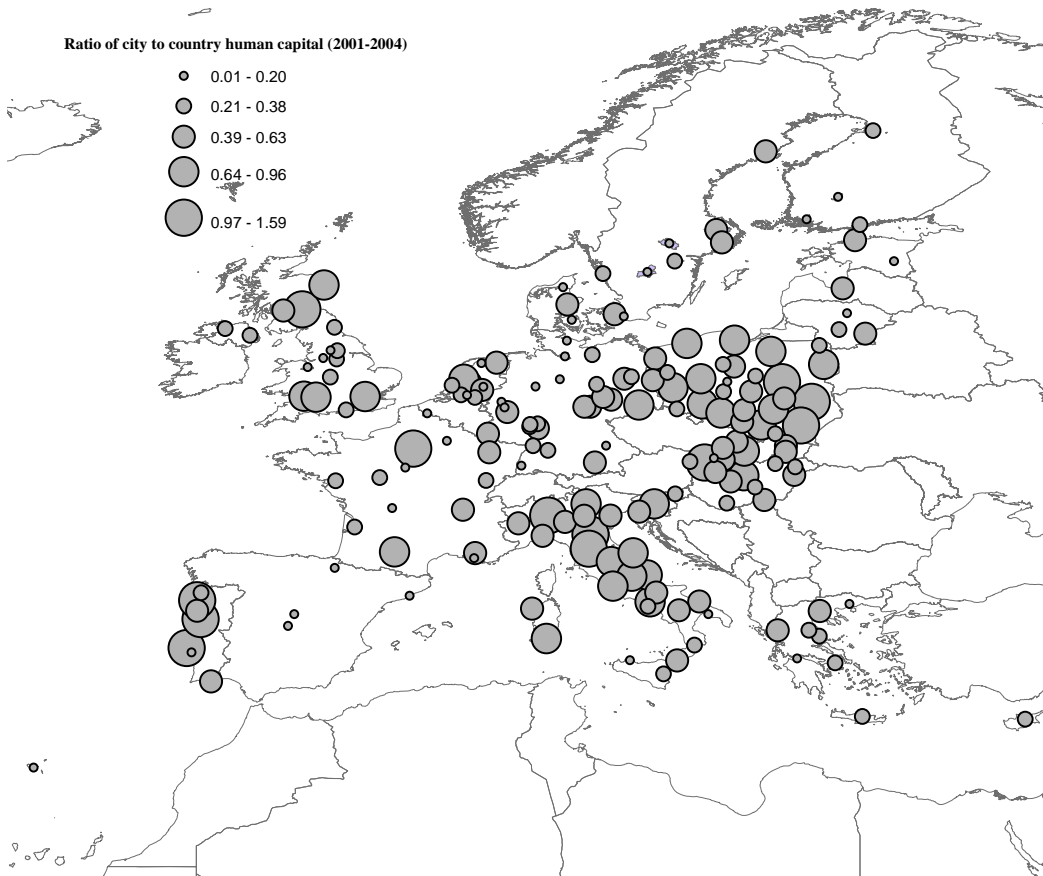 Ratio of city to country human capital (2001-2004)
0.01 - 0.20
0.21 - 0.38
0.39 - 0.63
0.64 - 0.96
0.97 - 1.59